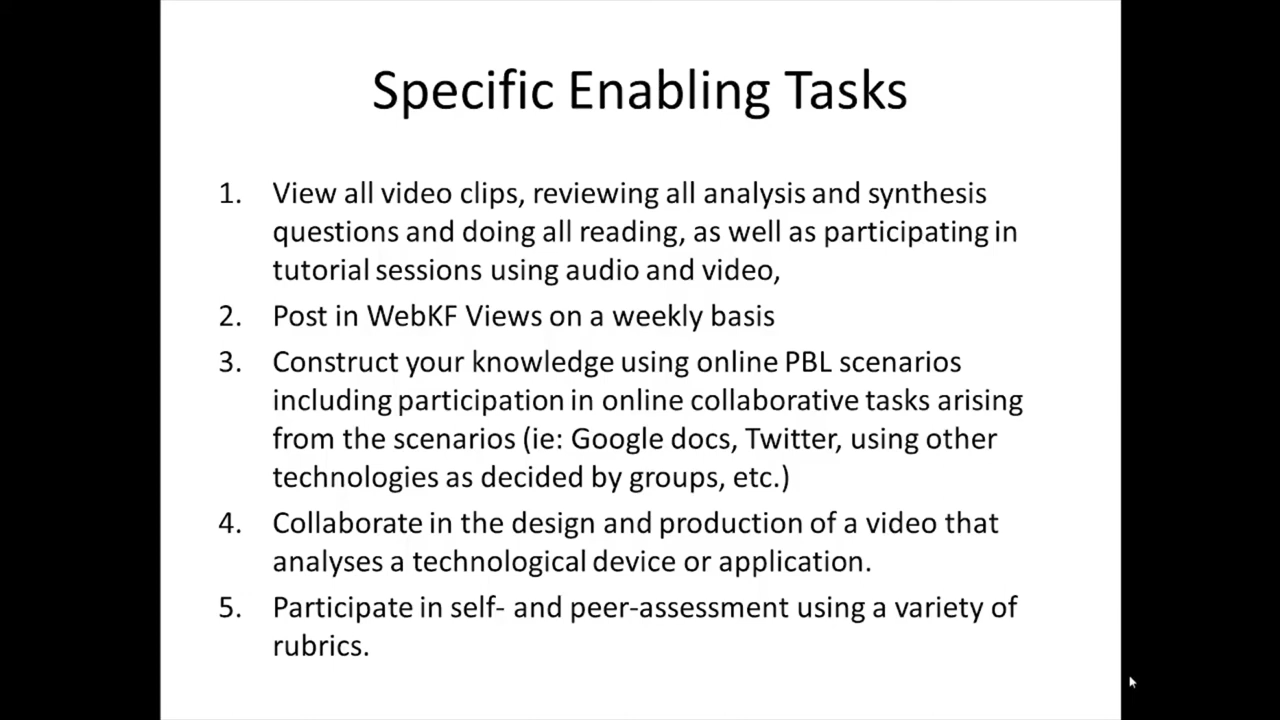 Specific Enabling Tasks
1. View all video clips, reviewing all analysis and synthesis
questions and doing all reading, as well as participating in
tutorial sessions using audio and video,
2. Post in WebKF Views on a weekly basis
3. Construct your knowledge using online PBL scenarios
including participation in online collaborative tasks arising
from the scenarios (ie: Google docs, Twitter, using other
technologies as decided by groups, etc.)
4. Collaborate in the design and production of a video that
analyses a technological device or application.
5. Participate in self- and peer-assessment using a variety of
rubrics.